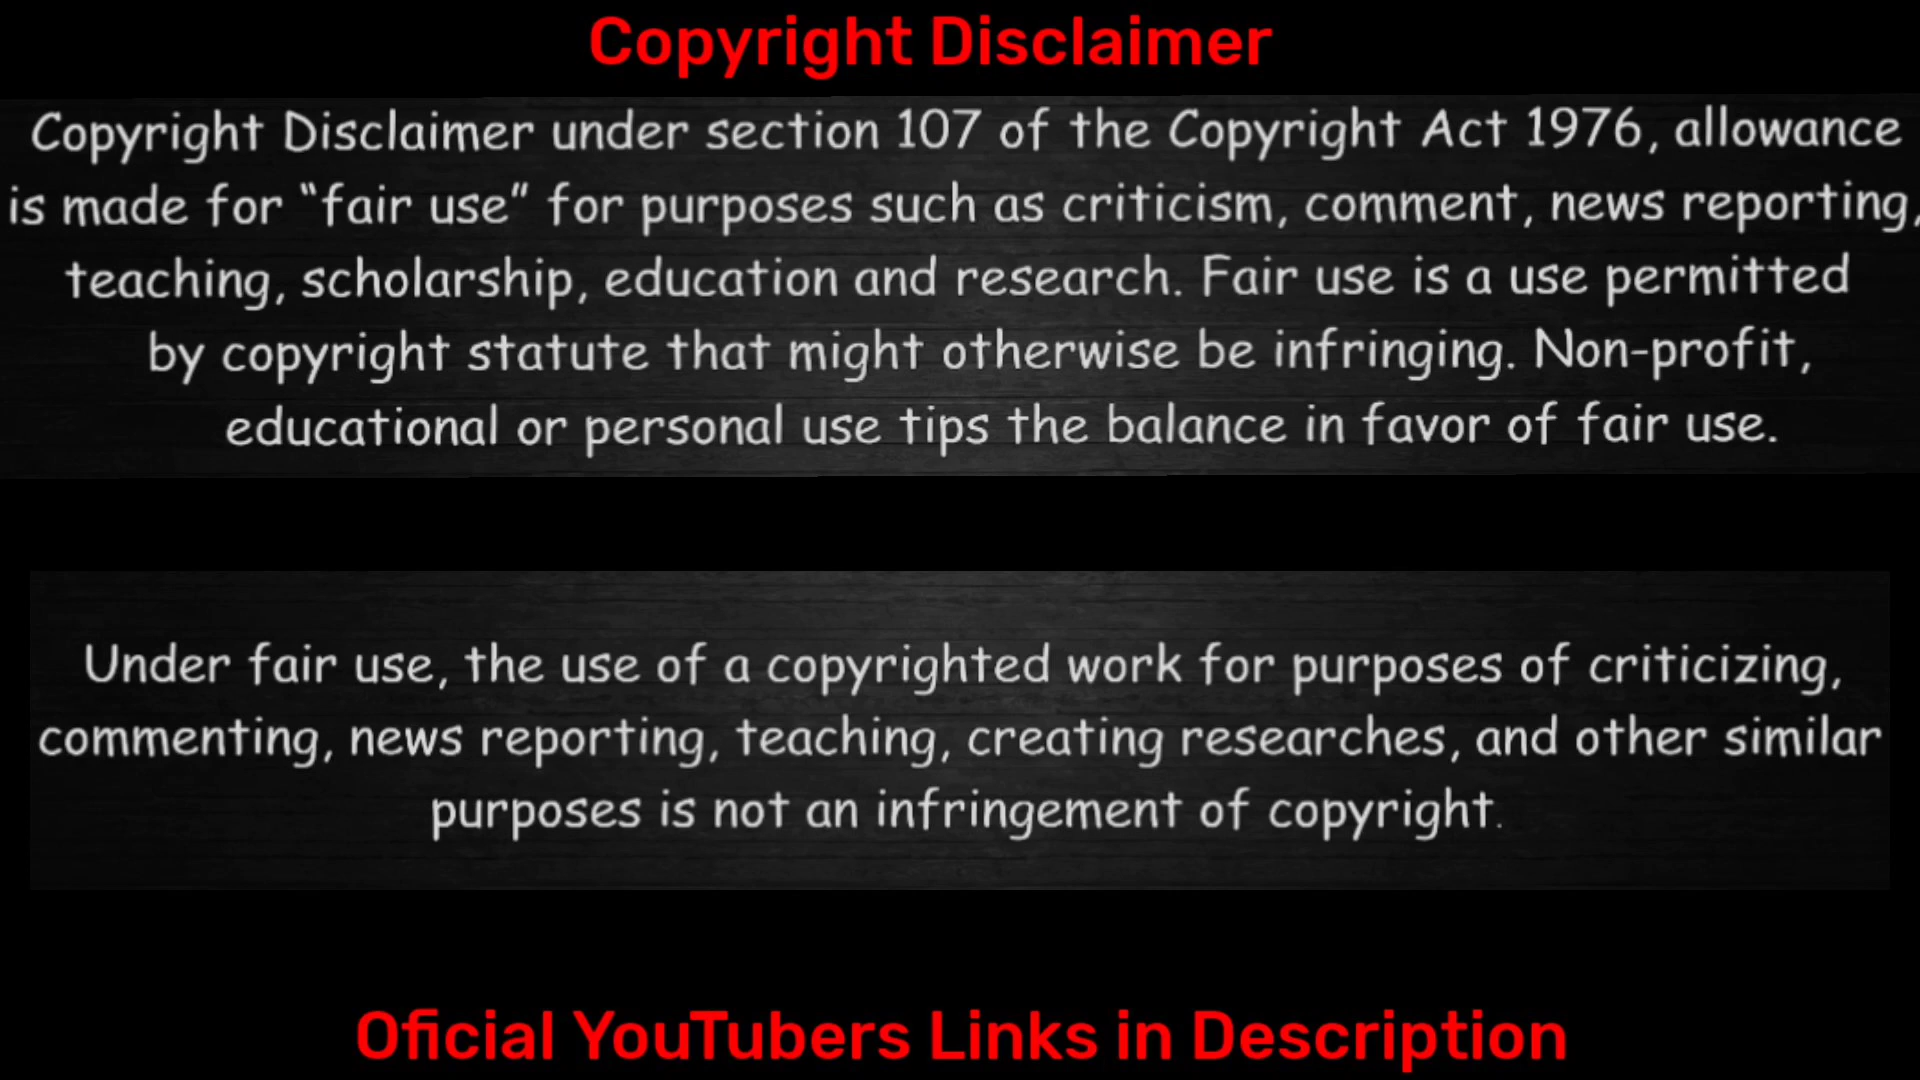 Copyright Disclaimer
Copyright Disclaimer under section 107 of the Copyright Act 1976, allowance
is made for “fair use” for purposes such as criticism, comment, news reporting,
teaching, scholarship, education and research. Fair use is a use permitted
by copyright statute that might otherwise be infringing. Non-profit,
educational or personal use tips the balance in favor of fair use.
Under fair use, the use of a copyrighted work for purposes of criticizing,
commenting, news reporting, teaching, creating researches, and other similar
purposes is not an infringement of copyright.
Oficial YouTubers Links in Description